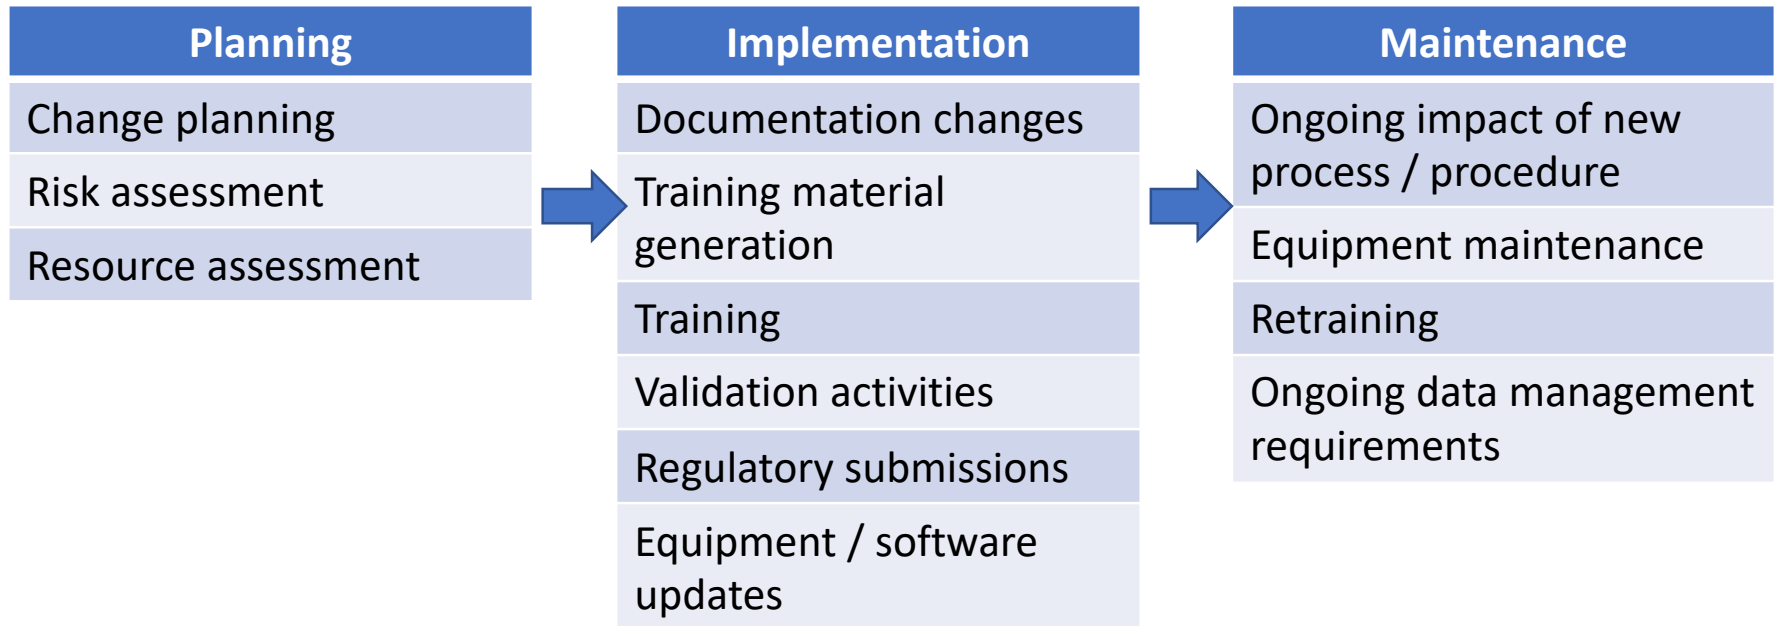 Planning
Change planning
Risk assessment
Resource assessment
Implementation
Documentation changes
Training material
generation
Training
Validation activities
Regulatory submissions
Equipment / software
updates
Maintenance
Ongoing impact of new
process / procedure
Equipment maintenance
Retraining
Ongoing data management
requirements